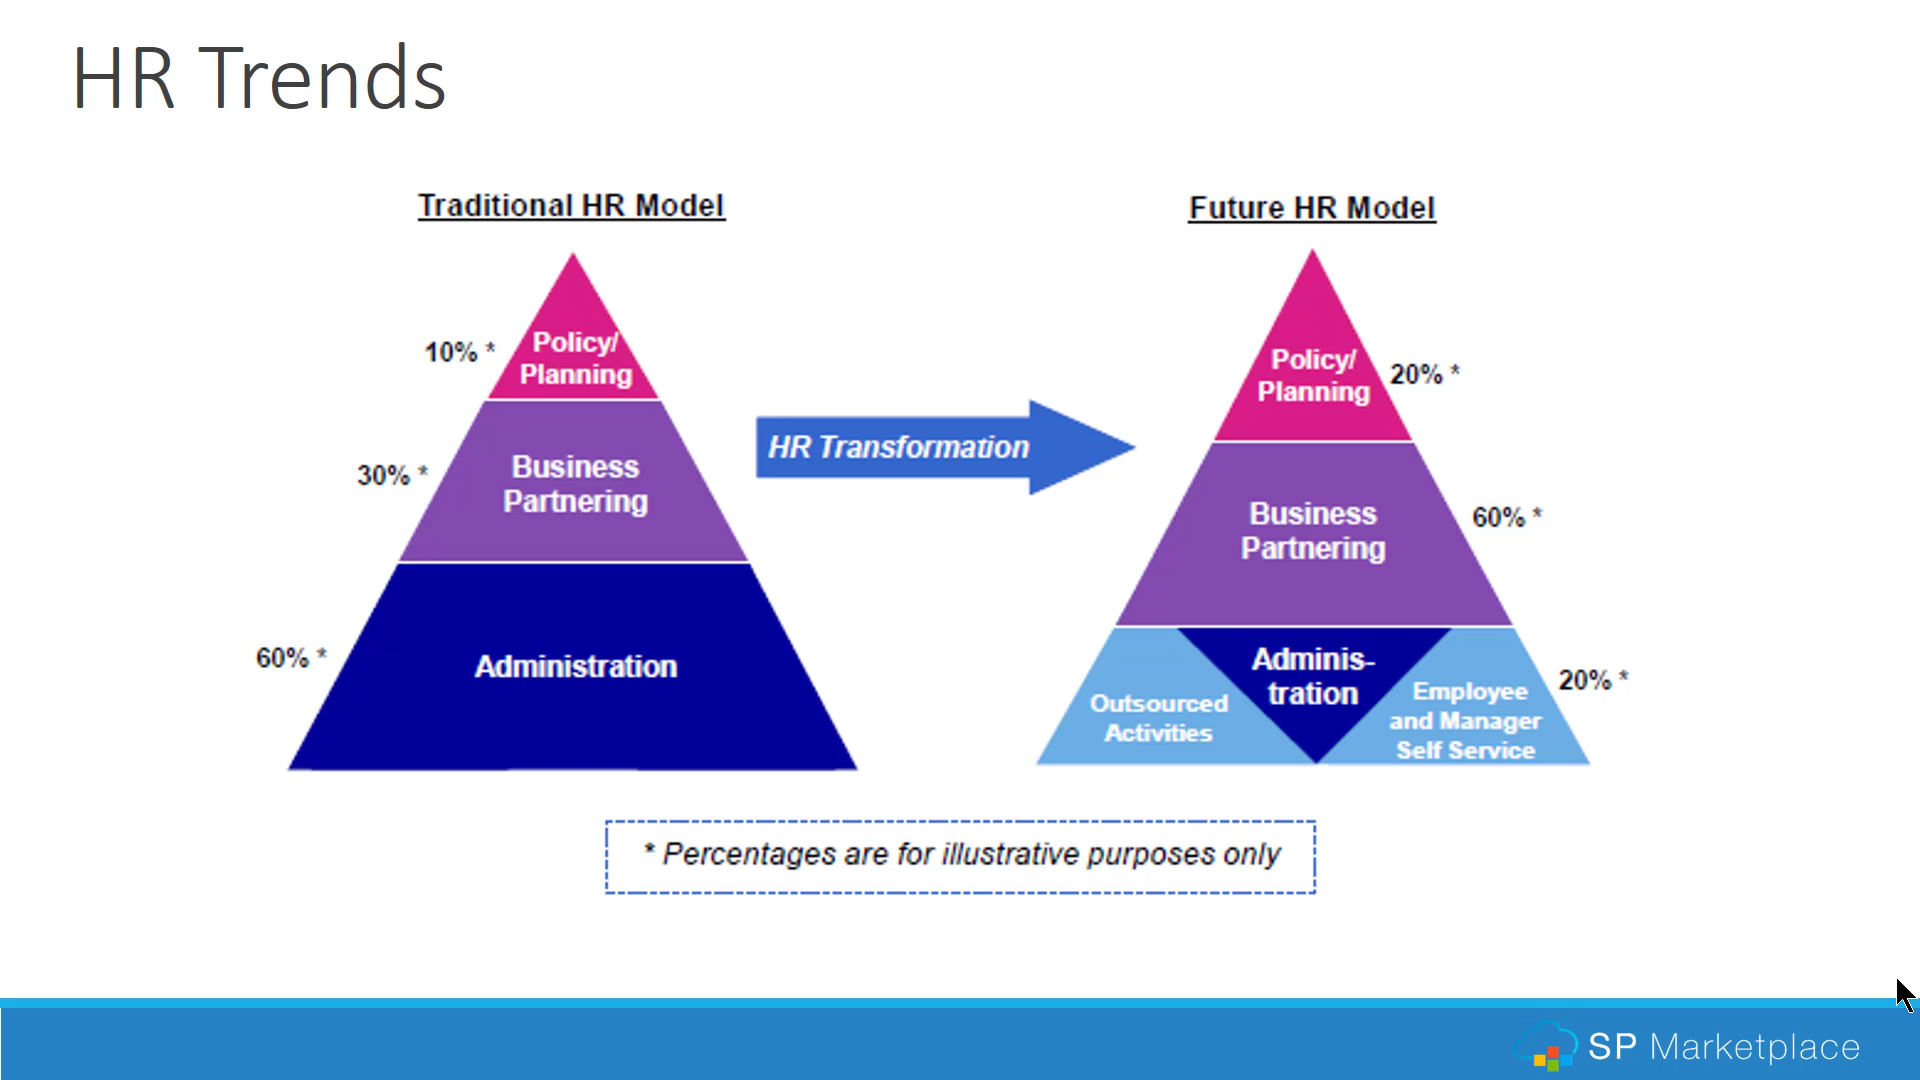 HR Trends
Traditional HR Model
10% *
Policy/
Planning
30% *
Business
Partnering
60% *
Administration
HR Transformation
Future HR Model
Policy/
Planning
20% *
Business
Partnering
60% *
Adminis-
tration
Outsourced
Activities
Employee
and Manager
Self Service
20% *
* Percentages are for illustrative purposes only
SP Marketplace